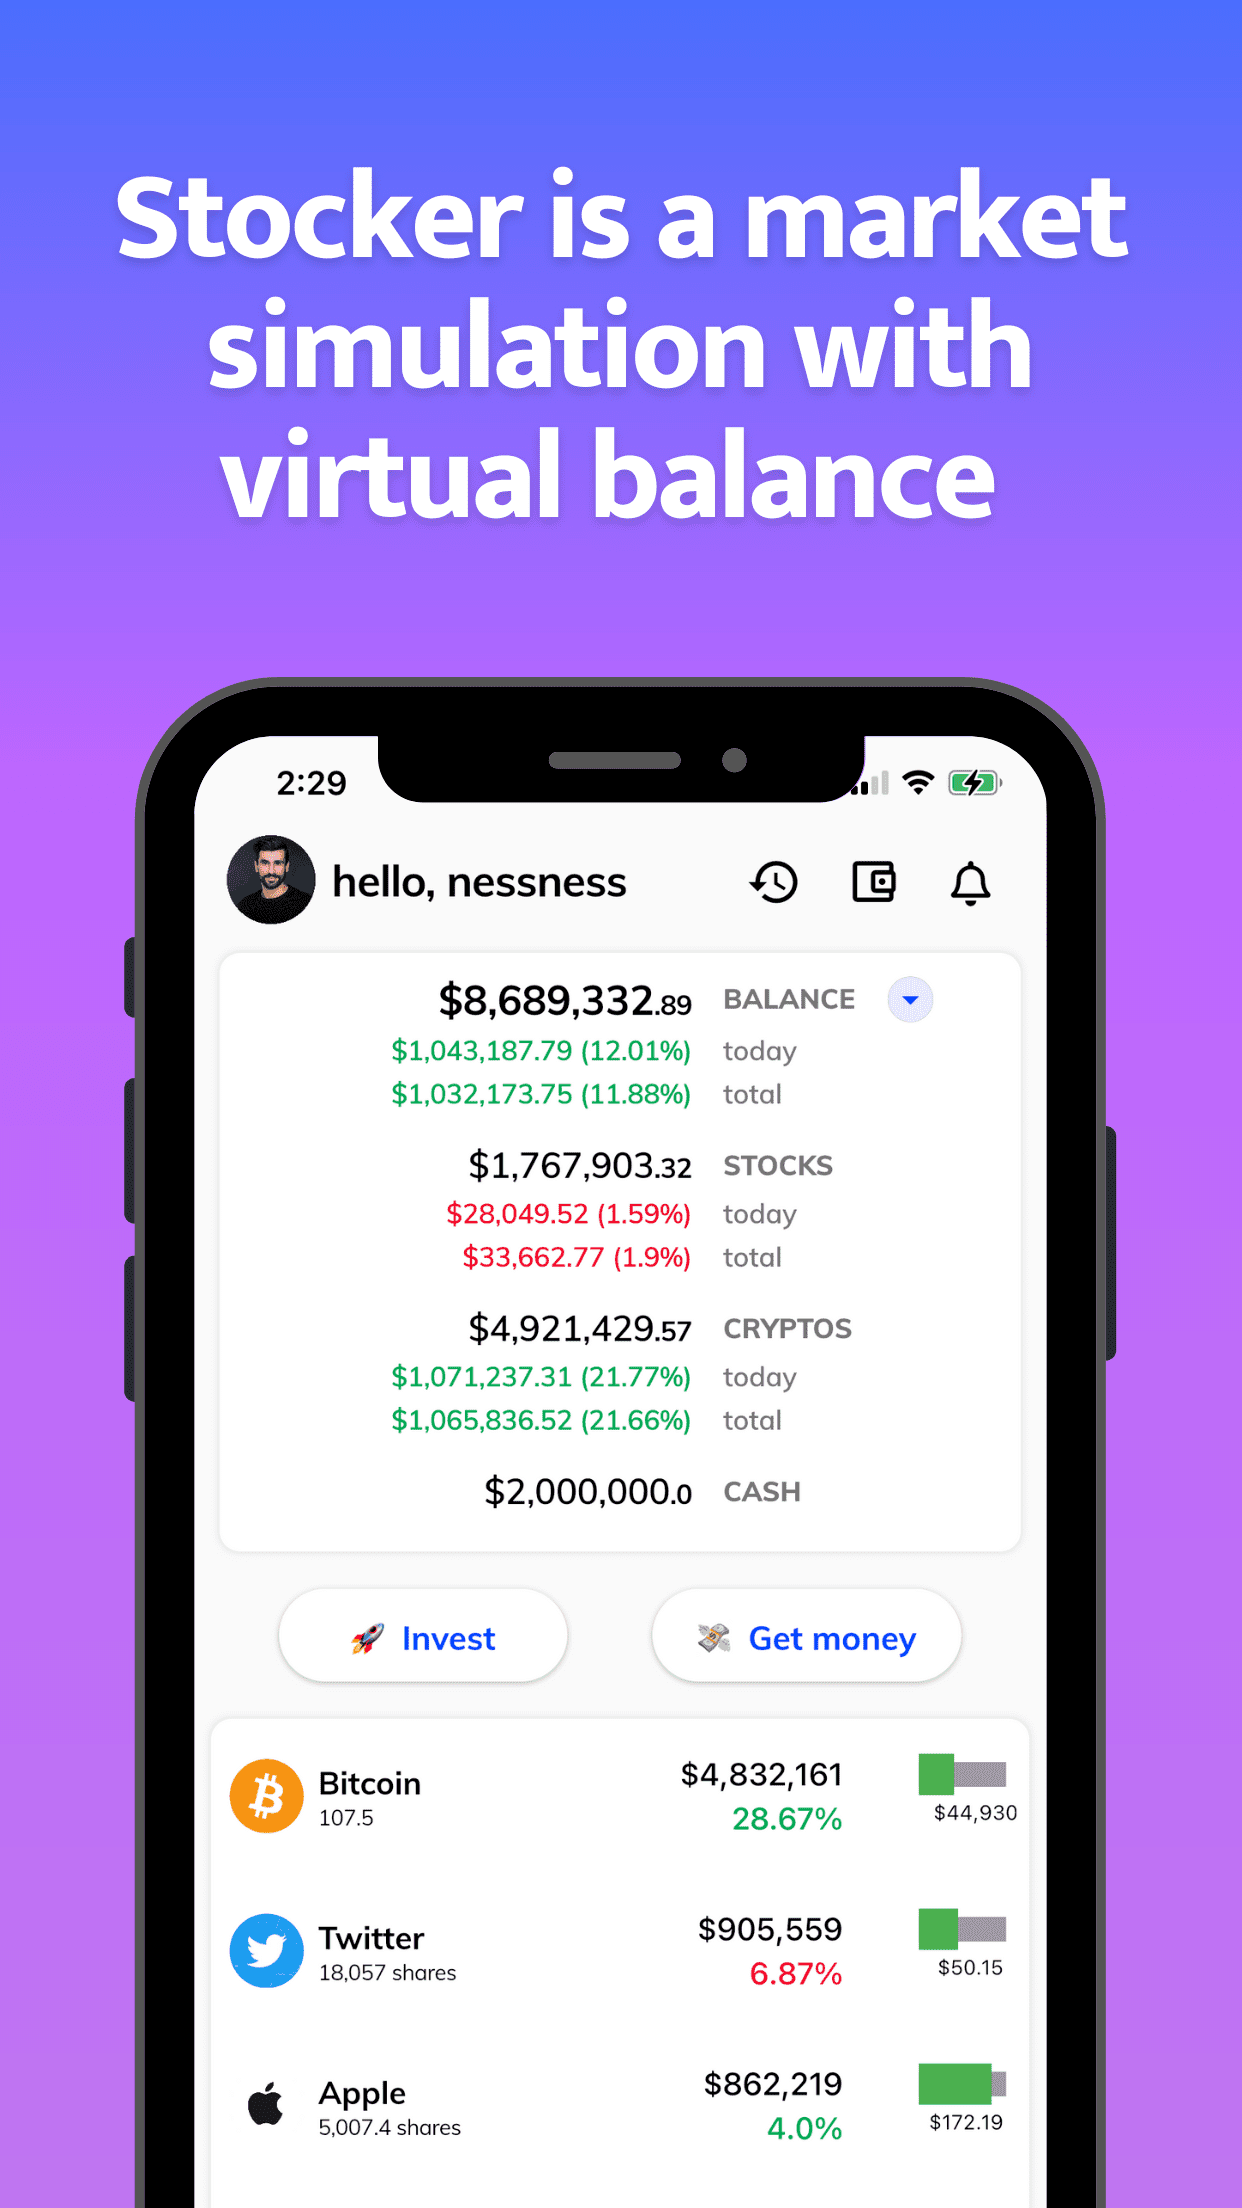 Stocker is a market
simulation with
virtual balance
2:29
hello, nessness
$8,689,332.89 BALANCE
$1,043,187.79 (12.01%) today
$1,032,173.75 (11.88%) total
$1,767,903.32 STOCKS
$28,049.52 (1.59%) today
$33,662.77 (1.9%) total
$4,921,429.57 CRYPTOS
$1,071,237.31 (21.77%) today
$1,065,836.52 (21.66%) total
$2,000,000.0 CASH
Invest Get money
Bitcoin $4,832,161
107.5 28.67% $44,930
Twitter $905,559
18,057 shares 6.87% $50.15
Apple $862,219
5,007.4 shares 4.0% $172.19